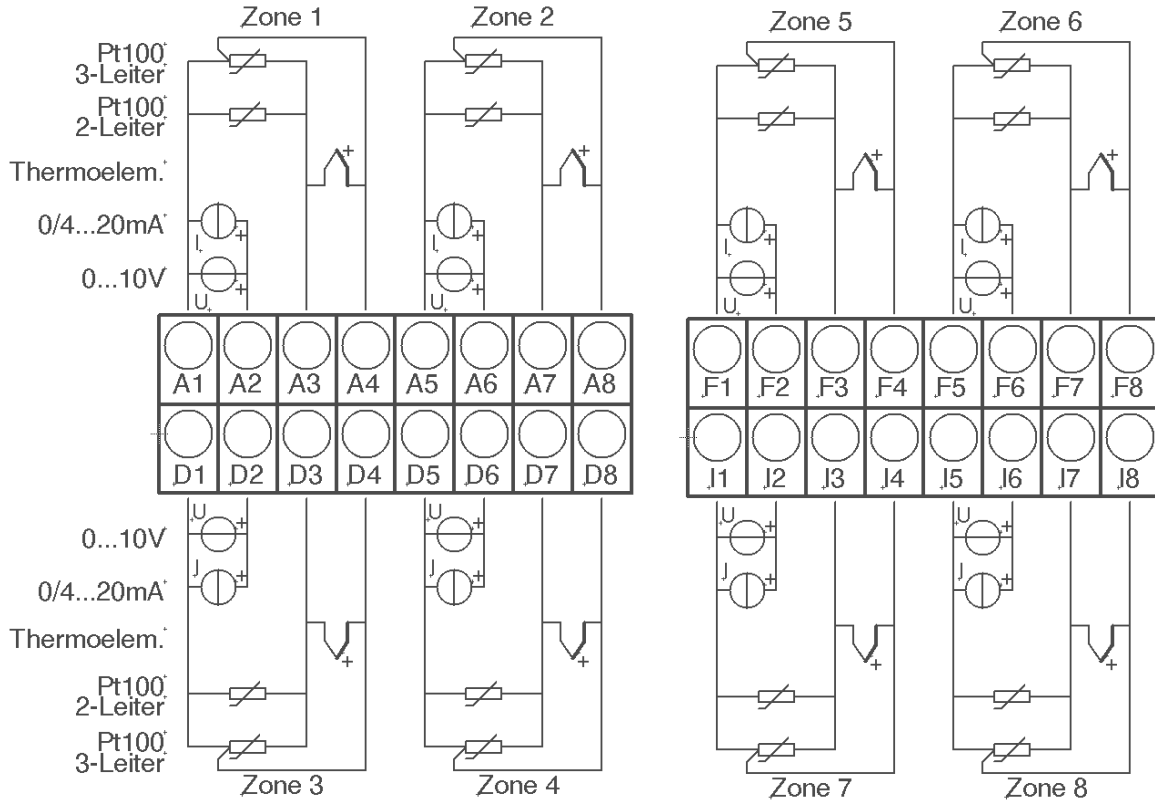 Zone 1 Zone 2 Zone 5 Zone 6
Pt100
3-Leiter
Pt100
2-Leiter
Thermoelem.
+ + + +
0/4...20mA
+ + + +
I I I I
0...10V
+ + + +
U U U U
A1 A2 A3 A4 A5 A6 A7 A8 F1 F2 F3 F4 F5 F6 F7 F8
D1 D2 D3 D4 D5 D6 D7 D8 I1 I2 I3 I4 I5 I6 I7 I8
U + U + U + U +
0...10V
J + J + J + J +
0/4...20mA
Thermoelem.
+ + + +
Pt100
2-Leiter
Pt100
3-Leiter
Zone 3 Zone 4 Zone 7 Zone 8